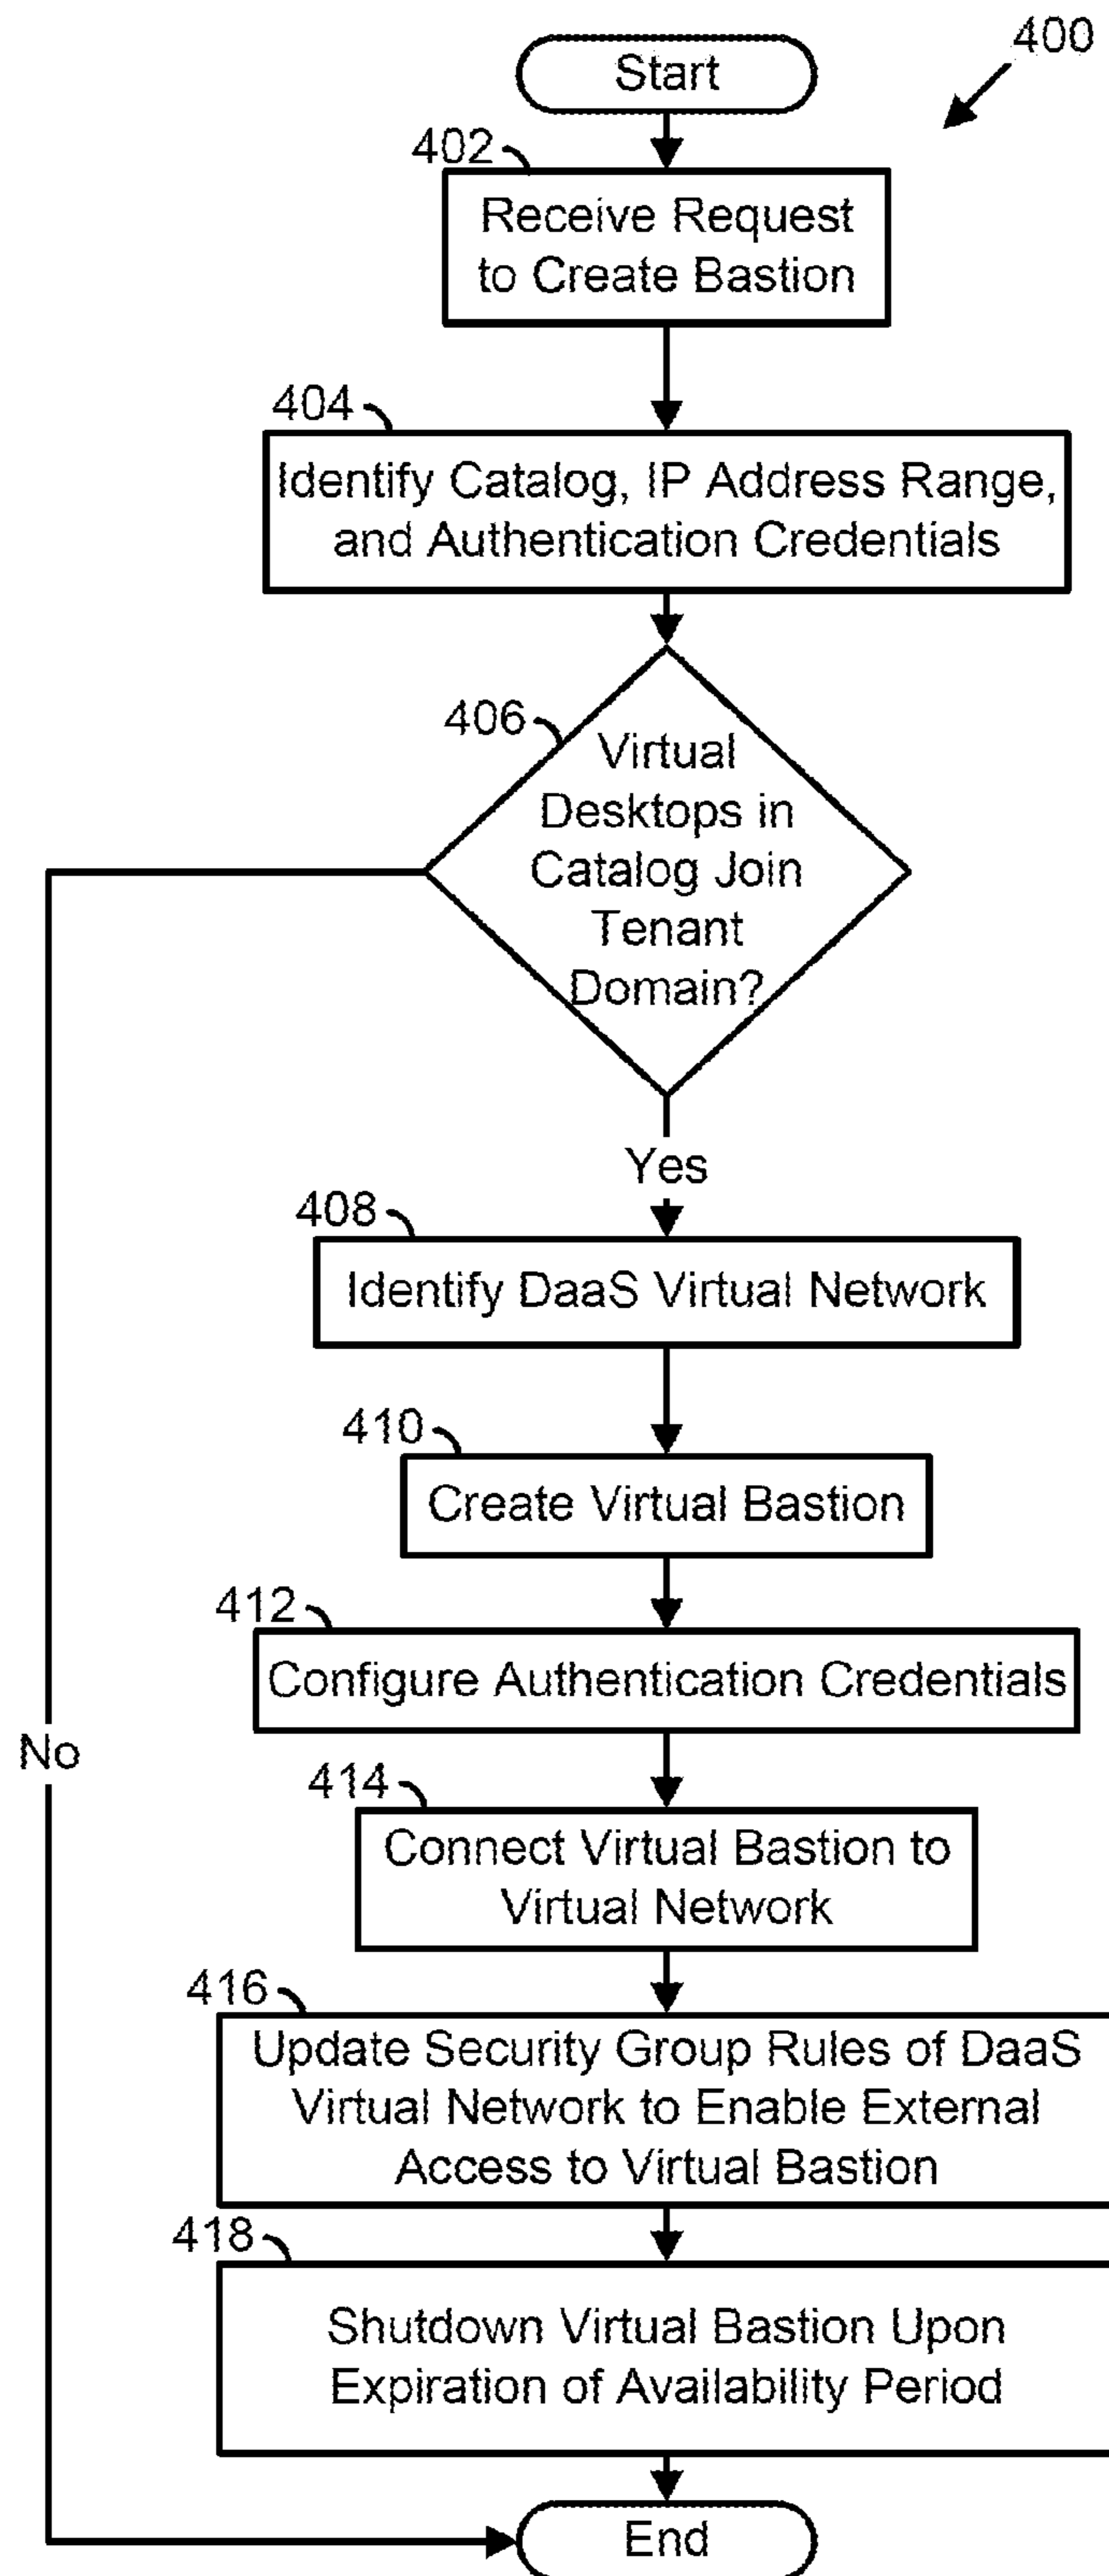 400
Start
402
Receive Request
to Create Bastion
404
Identify Catalog, IP Address Range,
and Authentication Credentials
406
Virtual
Desktops in
Catalog Join
Tenant
Domain?
Yes
408
Identify DaaS Virtual Network
410
Create Virtual Bastion
412
Configure Authentication Credentials
No
414
Connect Virtual Bastion to
Virtual Network
416
Update Security Group Rules of DaaS
Virtual Network to Enable External
Access to Virtual Bastion
418
Shutdown Virtual Bastion Upon
Expiration of Availability Period
End